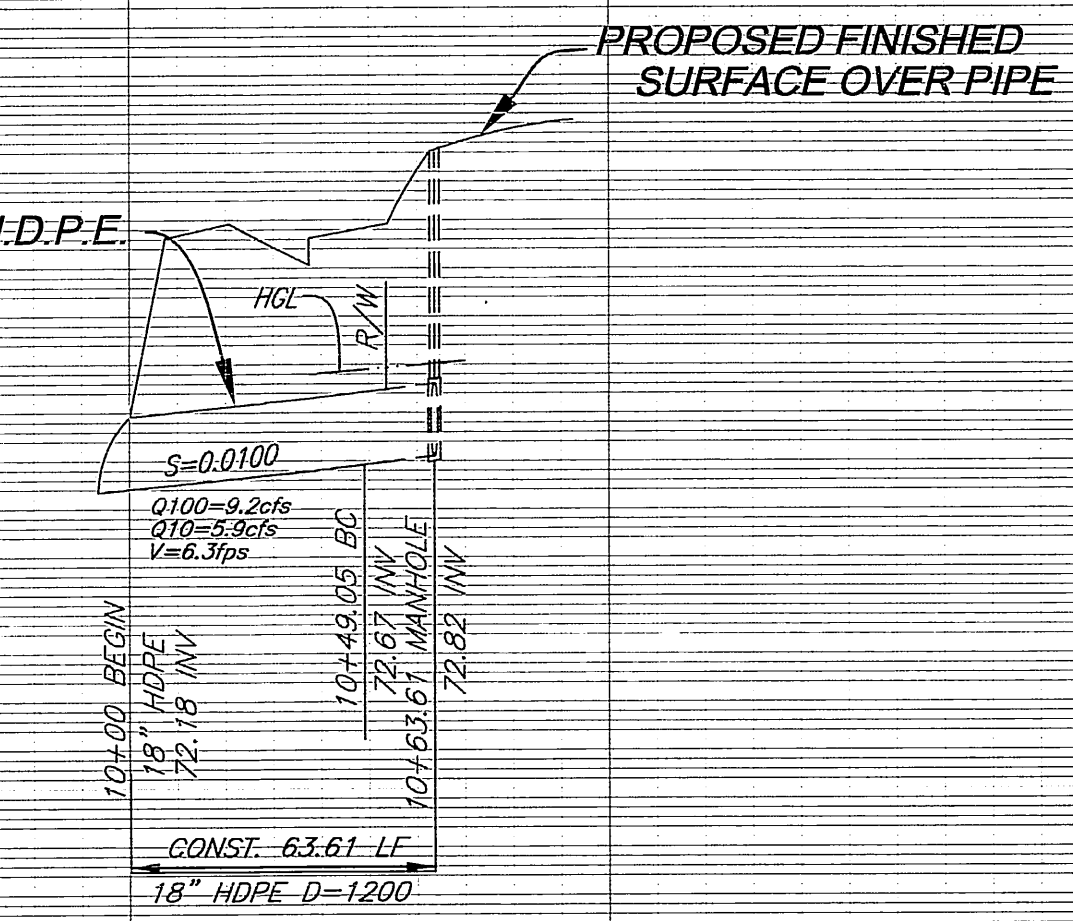 PROPOSED FINISHED
SURFACE OVER PIPE
.D.P.E.
HGL
R/W
S=0.0100
Q100=9.2cfs
Q10=5.9cfs
V=6.3fps
10+00 BEGIN
18" HDPE
72.18 INV
10+49.05 BC
72.67 INV
10+63.61 MANHOLE
72.82 INV
CONST. 63.61 LF
18" HDPE D=1200